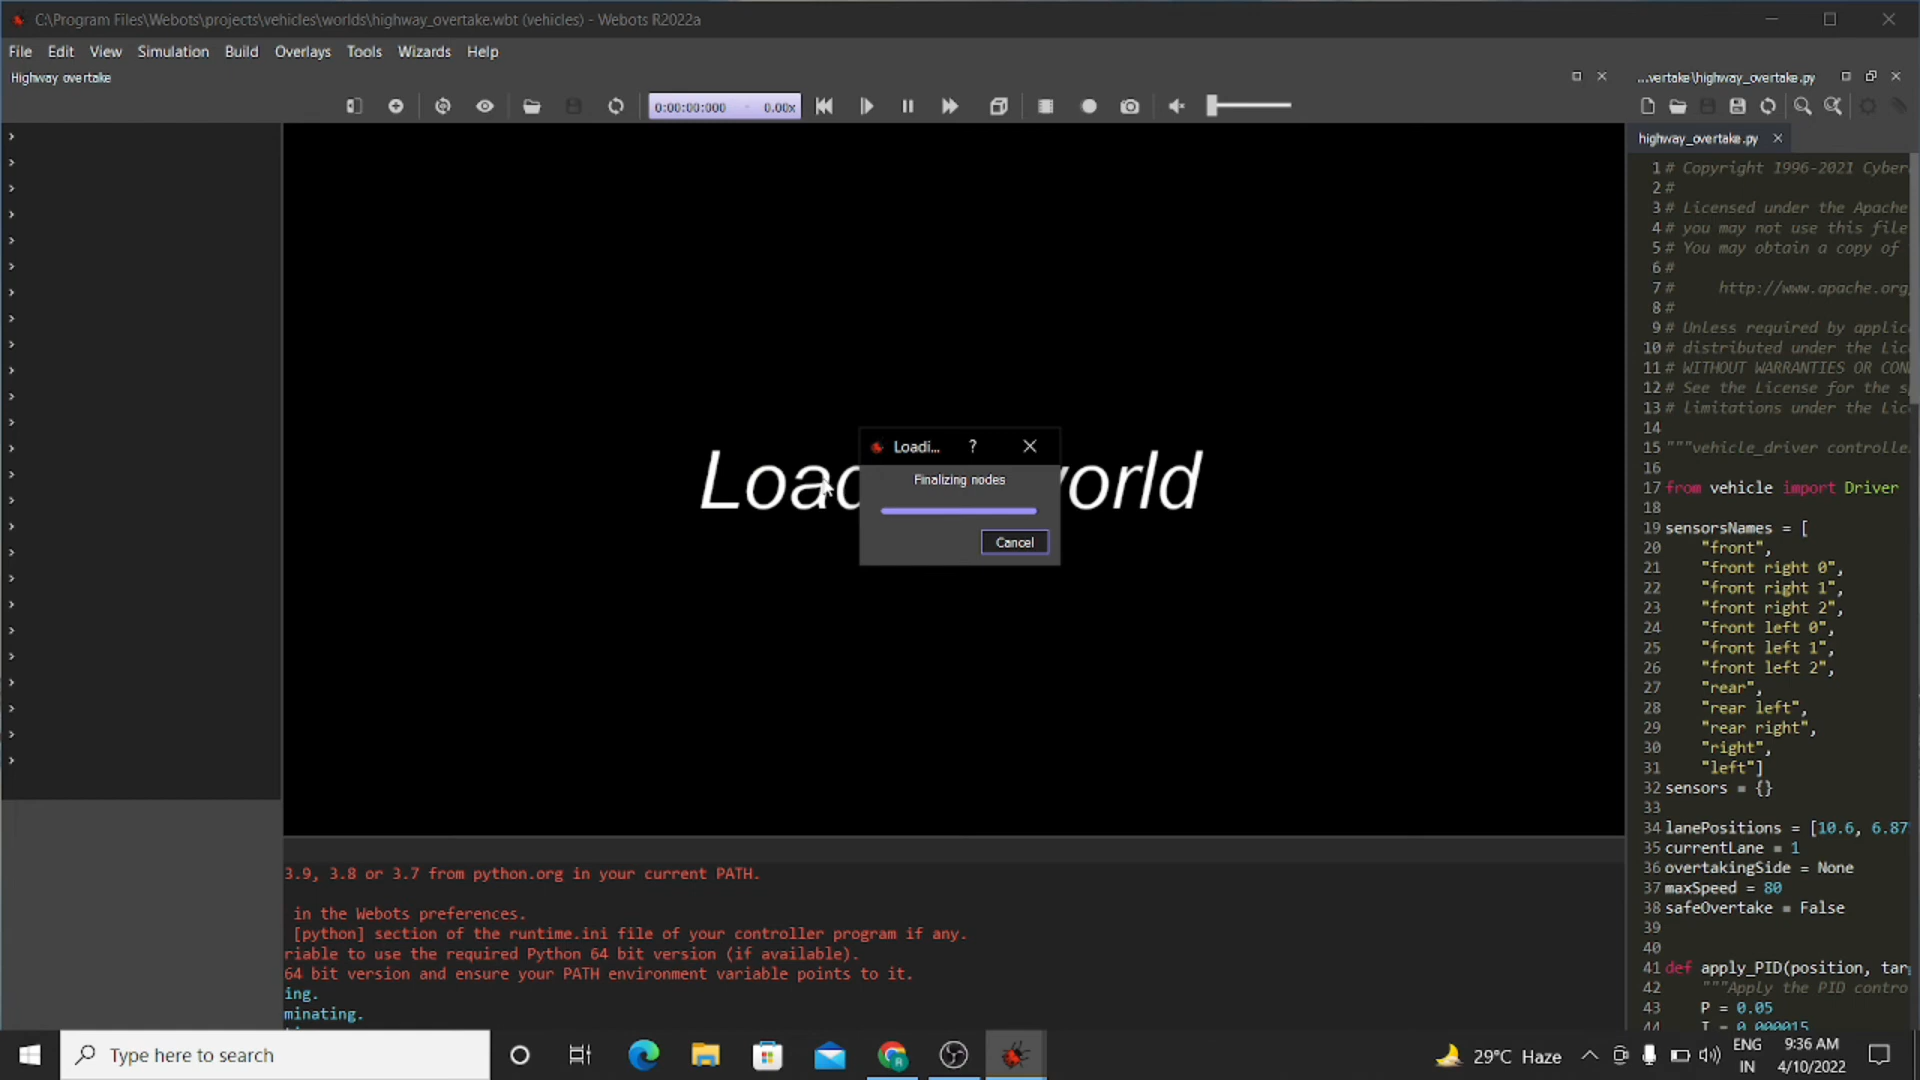 C:\Program Files\Webots\projects\vehicles\worlds\highway_overtake.wbt (vehicles) - Webots R2022a
File Edit View Simulation Build Overlays Tools Wizards Help
Highway overtake
...vertake\highway_overtake.py
0:00:00:000 - 0.00x
highway_overtake.py
1 # Copyright 1996-2021 Cyber
2 #
3 # Licensed under the Apache
4 # you may not use this file
5 # You may obtain a copy of
6 #
7 # http://www.apache.org
8 #
9 # Unless required by applic
10 # distributed under the Lic
11 # WITHOUT WARRANTIES OR CON
12 # See the License for the s
13 # limitations under the Lic
14
15 """vehicle_driver controlle
16
17 from vehicle import Driver
18
19 sensorsNames = [
20 "front",
21 "front right 0",
22 "front right 1",
23 "front right 2",
24 "front left 0",
25 "front left 1",
26 "front left 2",
27 "rear",
28 "rear left",
29 "rear right",
30 "right",
31 "left"]
32 sensors = {}
33
34 lanePositions = [10.6, 6.87
35 currentLane = 1
36 overtakingSide = None
37 maxSpeed = 80
38 safeOvertake = False
39
40
41 def apply_PID(position, tar
42 """Apply the PID contro
43 P = 0.05
44 I = 0.000015
Loadi... ?
Finalizing nodes
Cancel
Load orld
3.9, 3.8 or 3.7 from python.org in your current PATH.
in the Webots preferences.
[python] section of the runtime.ini file of your controller program if any.
riable to use the required Python 64 bit version (if available).
64 bit version and ensure your PATH environment variable points to it.
ing.
minating.
Type here to search
29°C Haze
ENG
IN
9:36 AM
4/10/2022